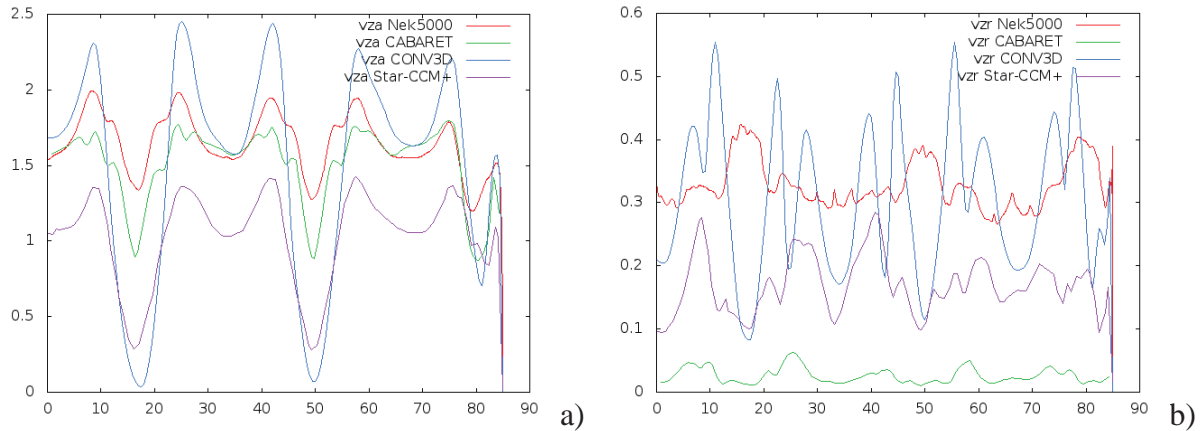 2.5
2
1.5
1
0.5
0
0 10 20 30 40 50 60 70 80 90
vza Nek5000
vza CABARET
vza CONV3D
vza Star-CCM+
a)
0.6
0.5
0.4
0.3
0.2
0.1
0
0 10 20 30 40 50 60 70 80 90
vzr Nek5000
vzr CABARET
vzr CONV3D
vzr Star-CCM+
b)